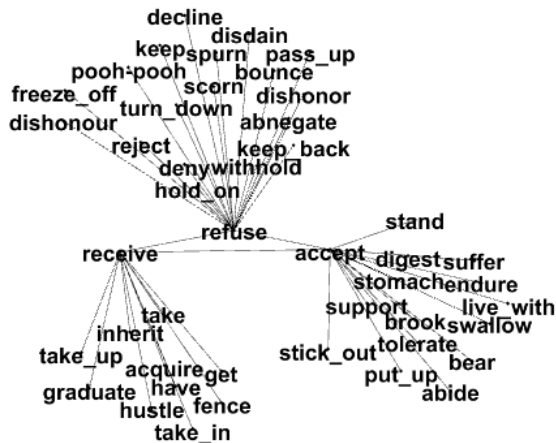 decline
disdain
keep
spurn
pass_up
pooh-pooh
bounce
freeze_off
scorn
turn_down
dishonor
dishonour
abnegate
reject
keep_back
deny
withhold
hold_on
stand
refuse
receive
accept
digest
suffer
stomach
endure
take
support
live_with
inherit
brook
swallow
take_up
stick_out
tolerate
bear
acquire
get
put_up
graduate
have
abide
hustle
fence
take_in